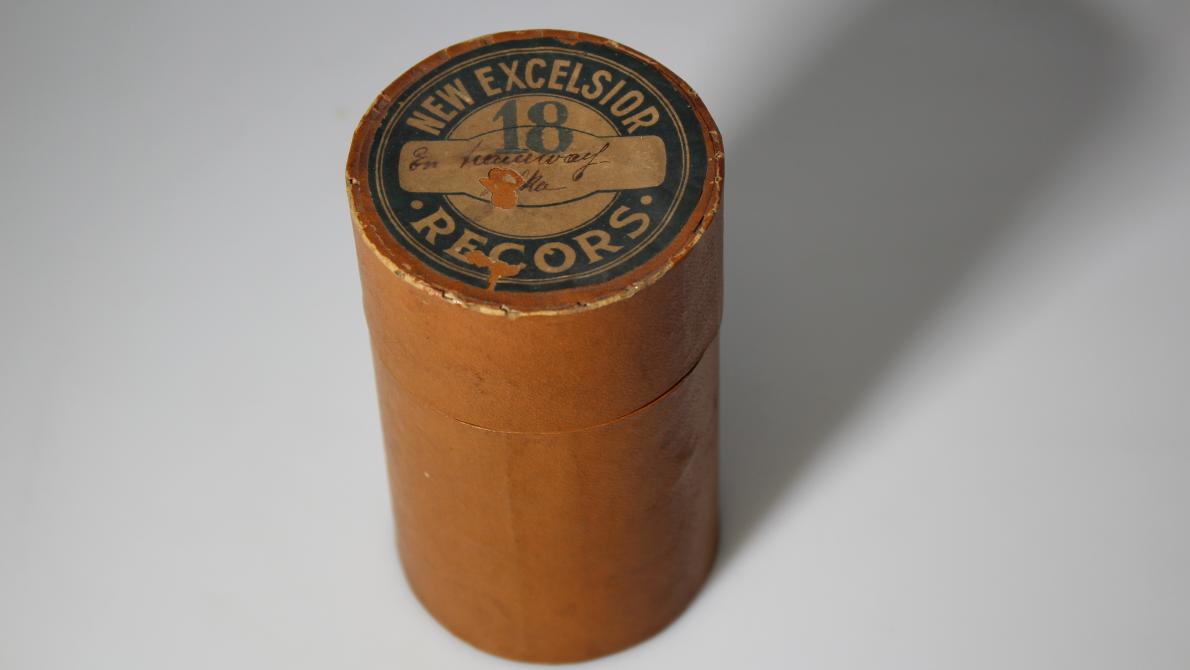 NEW EXCELSIOR
18
En tramway
RECORS